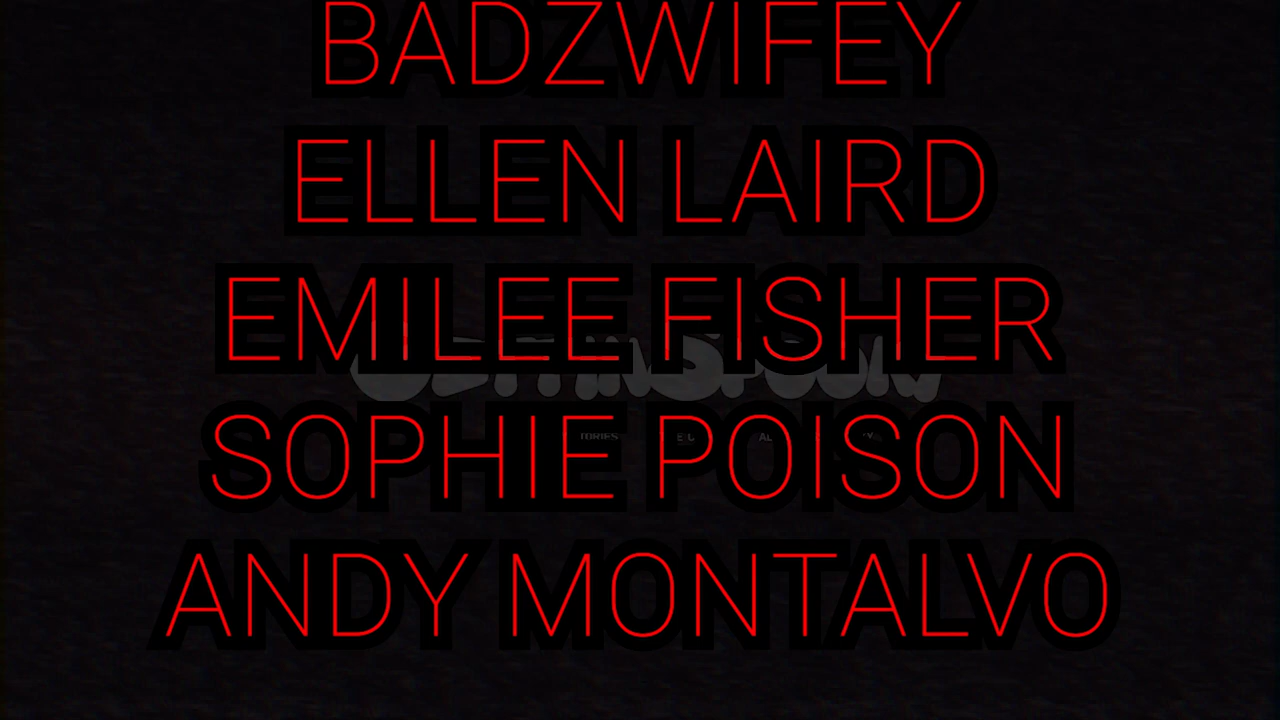 BADZWIFEY
ELLEN LAIRD
EMILEE FISHER
SOPHIE POISON
ANDY MONTALVO